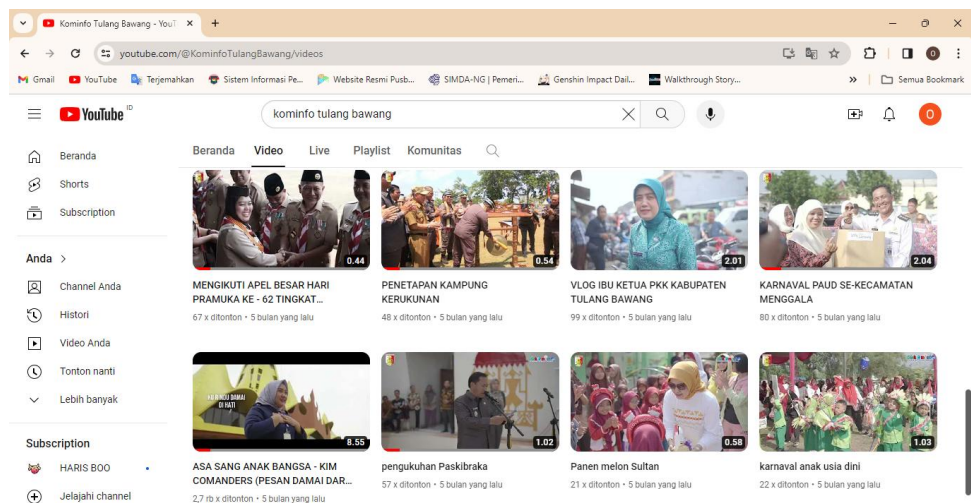 Kominfo Tulang Bawang - YouT
youtube.com/@KominfoTulangBawang/videos
Gmail YouTube Terjemahkan Sistem Informasi Pe... Website Resmi Pusb... SIMDA-NG | Pemeri... Genshin Impact Dail... Walkthrough Story... » Semua Bookmark
YouTube ID
kominfo tulang bawang
O
Beranda Video Live Playlist Komunitas
Beranda
Shorts
Subscription
Anda >
Channel Anda
Histori
Video Anda
Tonton nanti
Lebih banyak
Subscription
HARIS BOO
Jelajahi channel
0.44
MENGIKUTI APEL BESAR HARI
PRAMUKA KE - 62 TINGKAT...
67 x ditonton • 5 bulan yang lalu
0.54
PENETAPAN KAMPUNG
KERUKUNAN
48 x ditonton • 5 bulan yang lalu
2.01
VLOG IBU KETUA PKK KABUPATEN
TULANG BAWANG
99 x ditonton • 5 bulan yang lalu
2.04
KARNAVAL PAUD SE-KECAMATAN
MENGGALA
80 x ditonton • 5 bulan yang lalu
DI HATI
8.55
ASA SANG ANAK BANGSA - KIM
COMANDERS (PESAN DAMAI DAR...
2,7 rb x ditonton • 5 bulan yang lalu
1.02
pengukuhan Paskibraka
57 x ditonton • 5 bulan yang lalu
0.58
Panen melon Sultan
21 x ditonton • 5 bulan yang lalu
1.03
karnaval anak usia dini
22 x ditonton • 5 bulan yang lalu